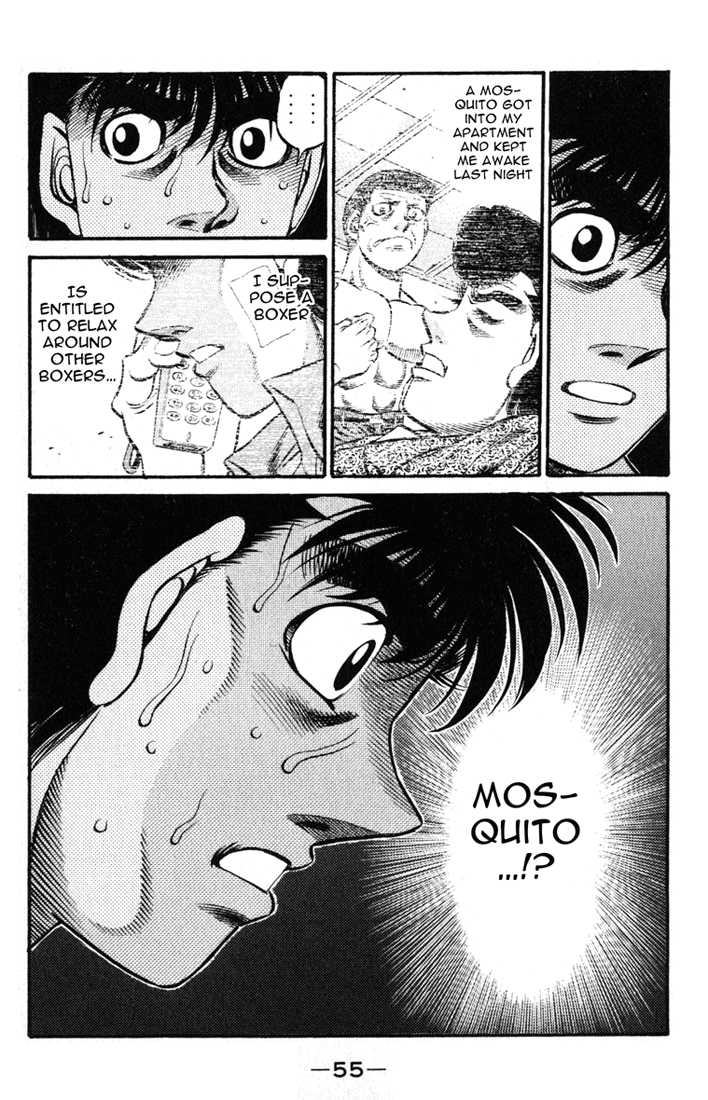 A MOS-
QUITO GOT
INTO MY
APARTMENT
AND KEPT
ME AWAKE
LAST NIGHT
......
I SUP-
POSE A
BOXER
IS
ENTITLED
TO RELAX
AROUND
OTHER
BOXERS...
MOS-
QUITO
...!?
—55—